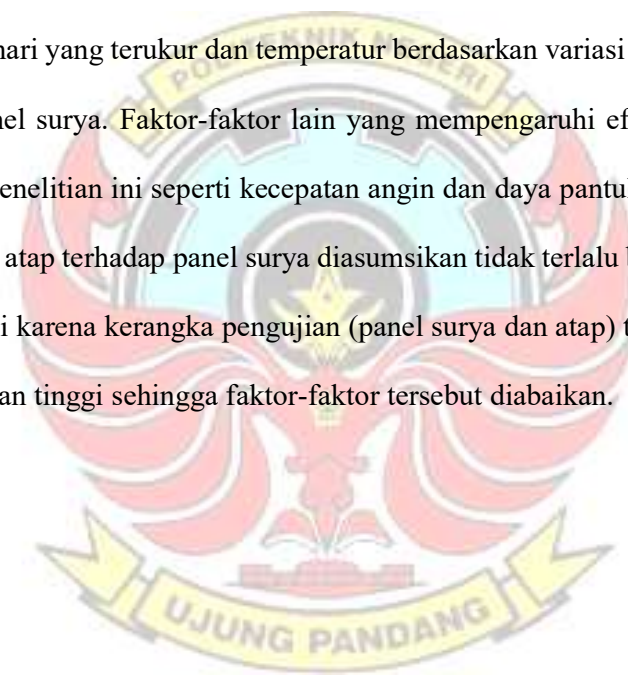 hari yang terukur dan temperatur berdasarkan variasi
nel surya. Faktor-faktor lain yang mempengaruhi ef
enelitian ini seperti kecepatan angin dan daya pantul
atap terhadap panel surya diasumsikan tidak terlalu b
i karena kerangka pengujian (panel surya dan atap) t
an tinggi sehingga faktor-faktor tersebut diabaikan.
POLITEKNIK NEGERI
UJUNG PANDANG